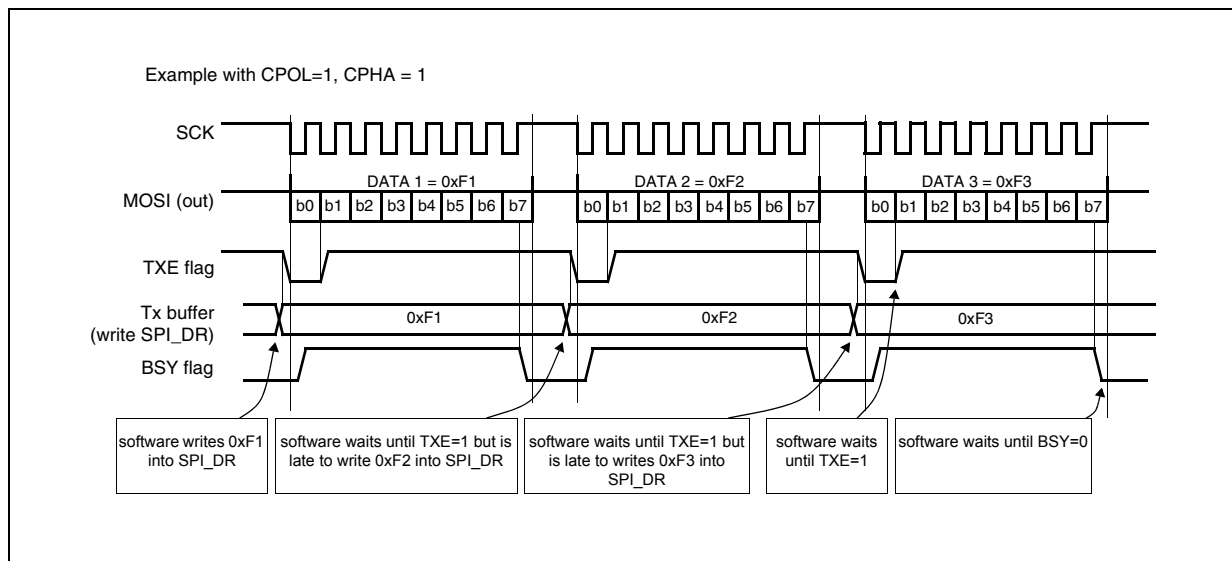 Example with CPOL=1, CPHA = 1
SCK
DATA 1 = 0xF1
DATA 2 = 0xF2
DATA 3 = 0xF3
MOSI (out)
b0 b1 b2 b3 b4 b5 b6 b7
b0 b1 b2 b3 b4 b5 b6 b7
b0 b1 b2 b3 b4 b5 b6 b7
TXE flag
Tx buffer
(write SPI_DR)
0xF1
0xF2
0xF3
BSY flag
software writes 0xF1
into SPI_DR
software waits until TXE=1 but is
late to write 0xF2 into SPI_DR
software waits until TXE=1 but
is late to writes 0xF3 into
SPI_DR
software waits
until TXE=1
software waits until BSY=0